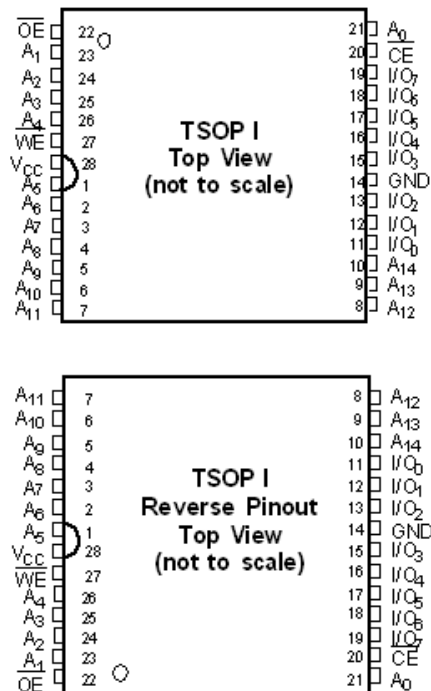 OE 22 21 A0
A1 23 20 CE
A2 24 19 I/O7
A3 25 18 I/O6
A4 26 17 I/O5
WE 27 16 I/O4
VCC 28 15 I/O3
A5 1 14 GND
A6 2 13 I/O2
A7 3 12 I/O1
A8 4 11 I/O0
A9 5 10 A14
A10 6 9 A13
A11 7 8 A12
TSOP I
Top View
(not to scale)
A11 7 8 A12
A10 6 9 A13
A9 5 10 A14
A8 4 11 I/O0
A7 3 12 I/O1
A6 2 13 I/O2
A5 1 14 GND
VCC 28 15 I/O3
WE 27 16 I/O4
A4 26 17 I/O5
A3 25 18 I/O6
A2 24 19 I/O7
A1 23 20 CE
OE 22 21 A0
TSOP I
Reverse Pinout
Top View
(not to scale)